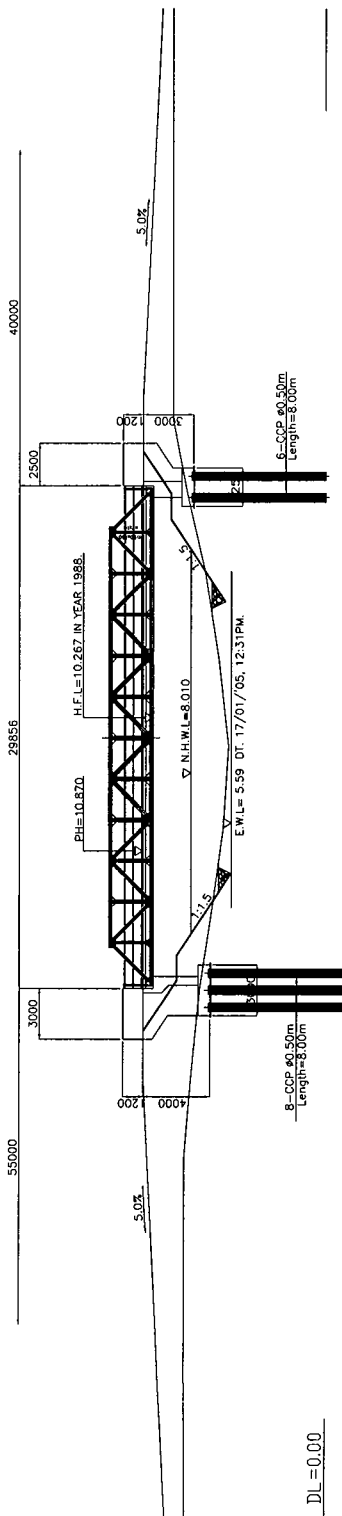 55000
29856
40000
3000
2500
PH=10.870
H.F.L=10.267 IN YEAR 1988.
5.0%
5.0%
1200
4000
1200
3000
N.H.W.L=8.010
1:1.5
1:1.5
E.W.L= 5.59 DT. 17/01/'05, 12:31PM.
8-CCP ø0.50m
Length=8.00m
6-CCP ø0.50m
Length=8.00m
DL=0.00